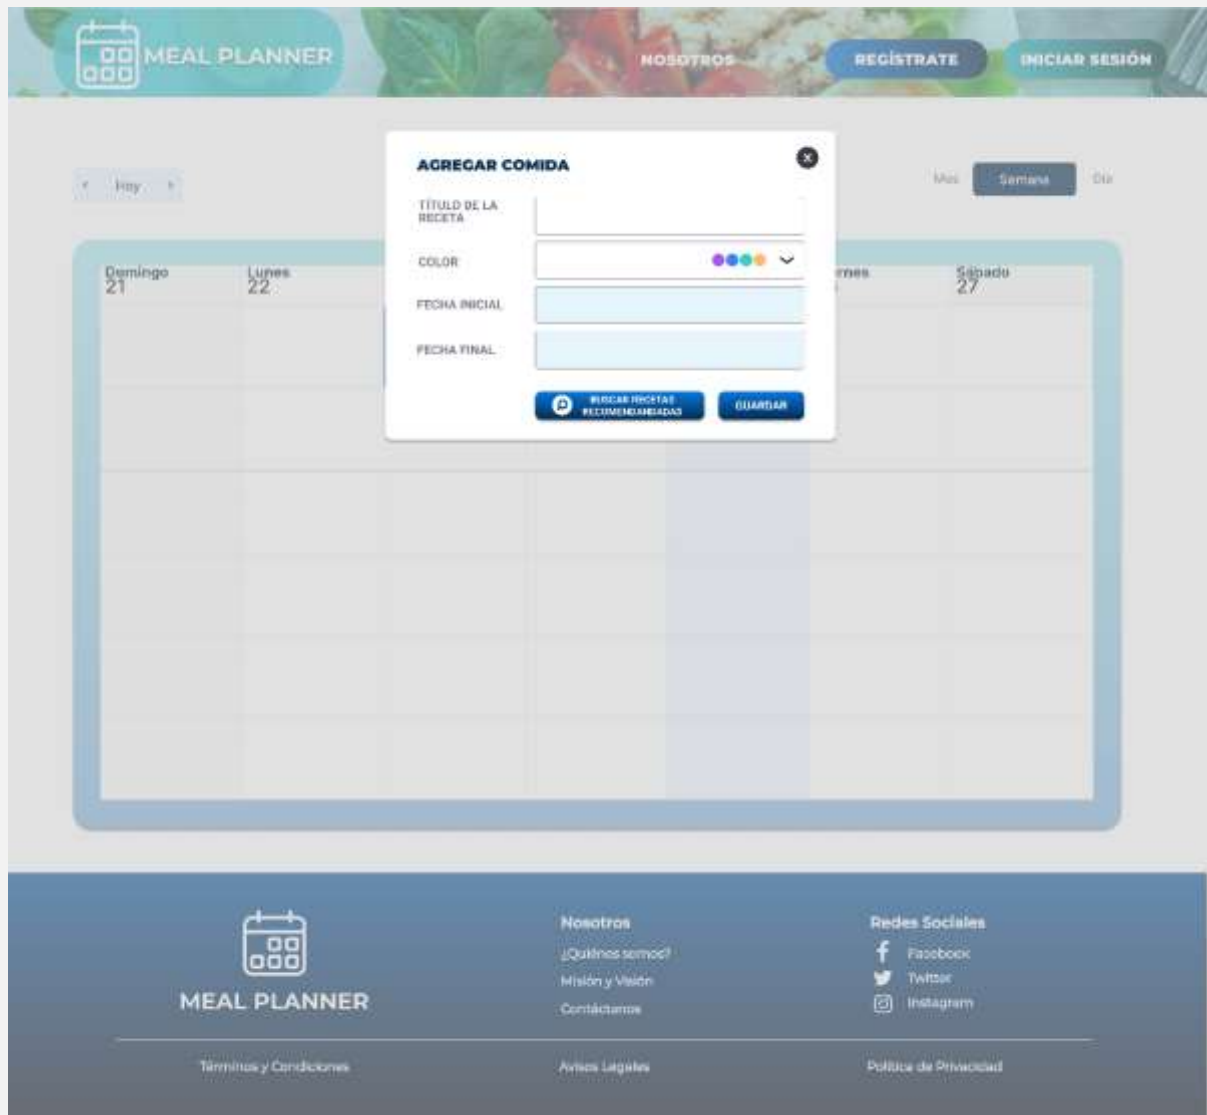 MEAL PLANNER
NOSOTROS
REGÍSTRATE
INICIAR SESIÓN
Hoy
Mes
Semana
Día
AGREGAR COMIDA
TÍTULO DE LA
RECETA
COLOR
FECHA INICIAL
FECHA FINAL
BUSCAR RECETAS
RECOMENDANDADAS
GUARDAR
Domingo
21
Lunes
22
rnes
Sábado
27
MEAL PLANNER
Nosotros
¿Quiénes somos?
Misión y Visión
Contáctanos
Redes Sociales
Facebook
Twitter
Instagram
Términos y Condiciones
Avisos Legales
Política de Privacidad